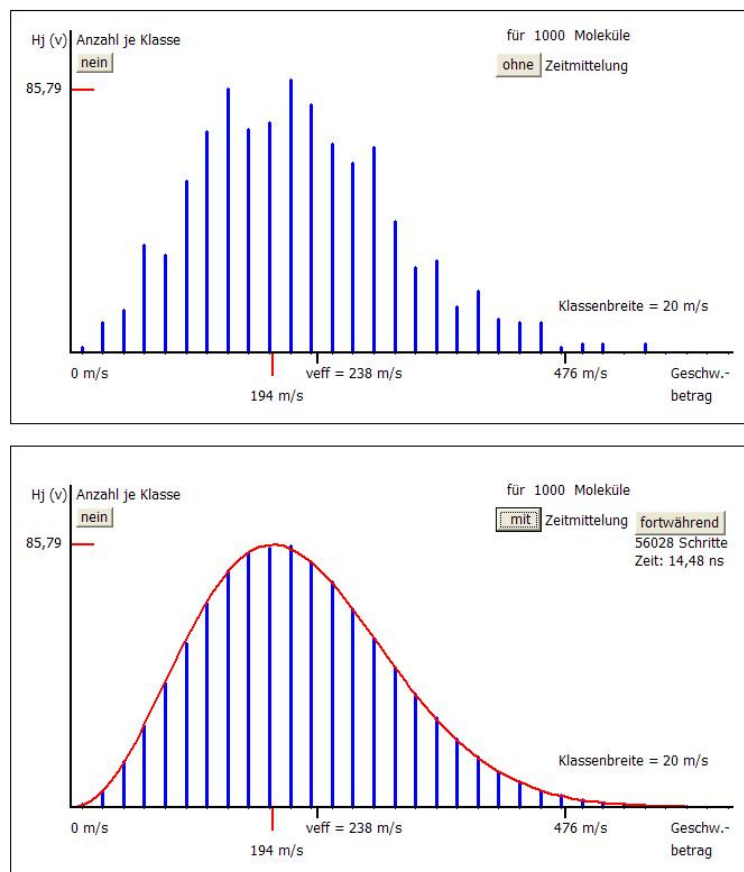 Hj (v) Anzahl je Klasse
für 1000 Moleküle
nein
ohne Zeitmittelung
85,79
Klassenbreite = 20 m/s
0 m/s veff = 238 m/s 476 m/s Geschw.-
194 m/s betrag
Hj (v) Anzahl je Klasse
für 1000 Moleküle
nein
mit Zeitmittelung fortwährend
85,79
56028 Schritte
Zeit: 14,48 ns
Klassenbreite = 20 m/s
0 m/s veff = 238 m/s 476 m/s Geschw.-
194 m/s betrag